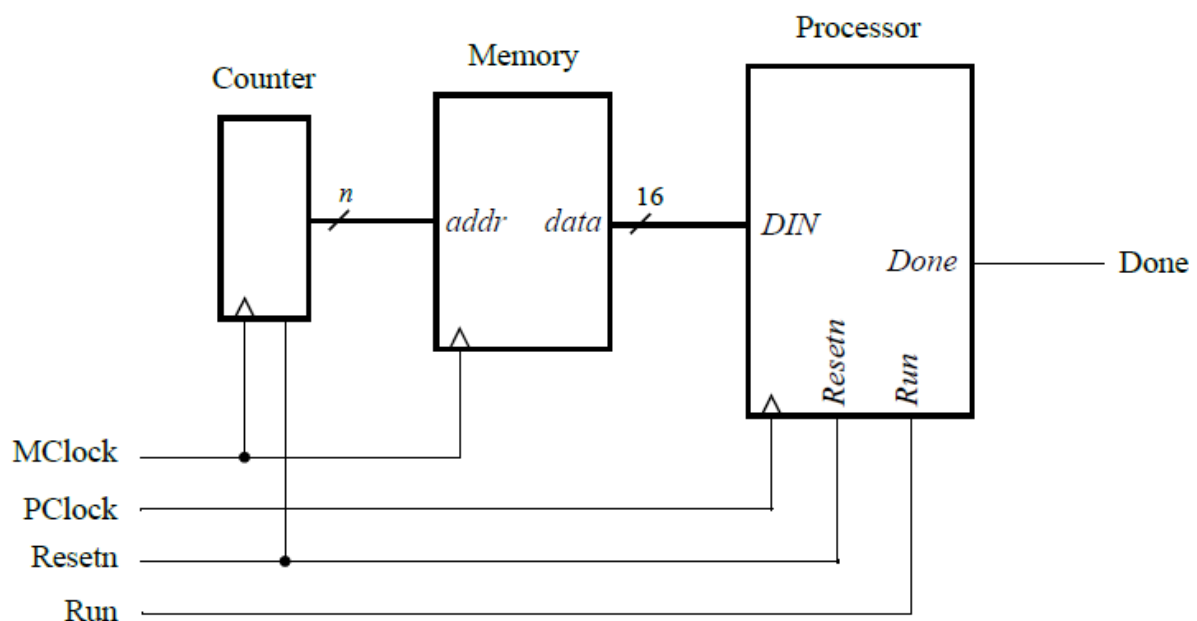 Processor
Memory
Counter
n
16
addr
data
DIN
Done
Done
Resetn
Run
MClock
PClock
Resetn
Run